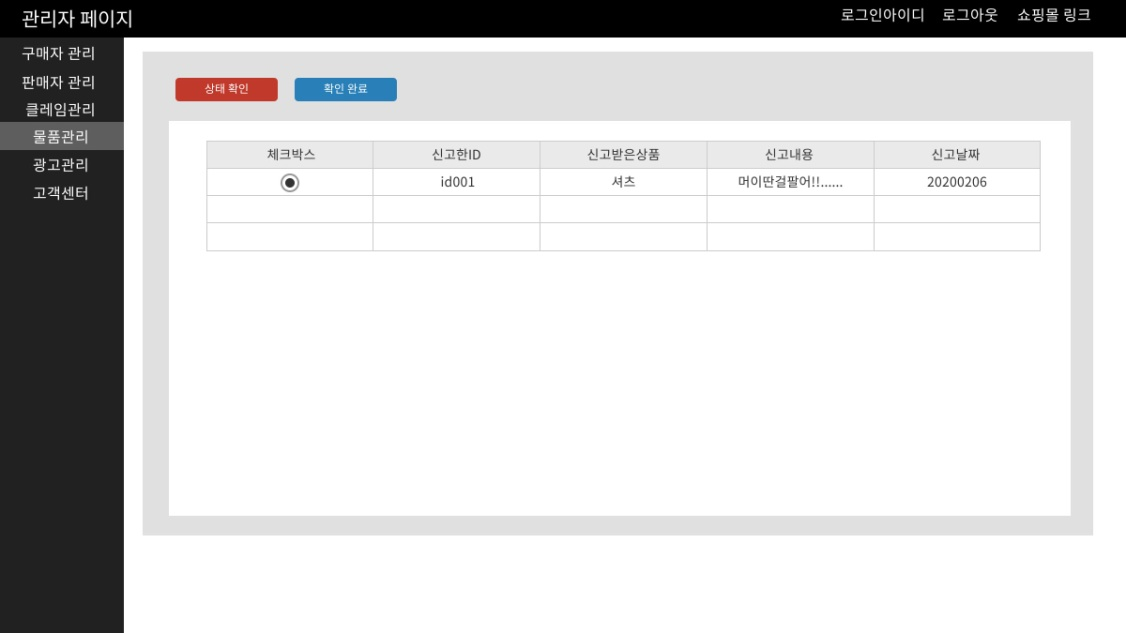 관리자 페이지
로그인아이디 로그아웃 쇼핑몰 링크
구매자 관리
판매자 관리
클레임관리
물품관리
광고관리
고객센터
상태 확인 확인 완료
체크박스 신고한ID 신고받은상품 신고내용 신고날짜
id001 셔츠 머이딴걸팔어!!...... 20200206